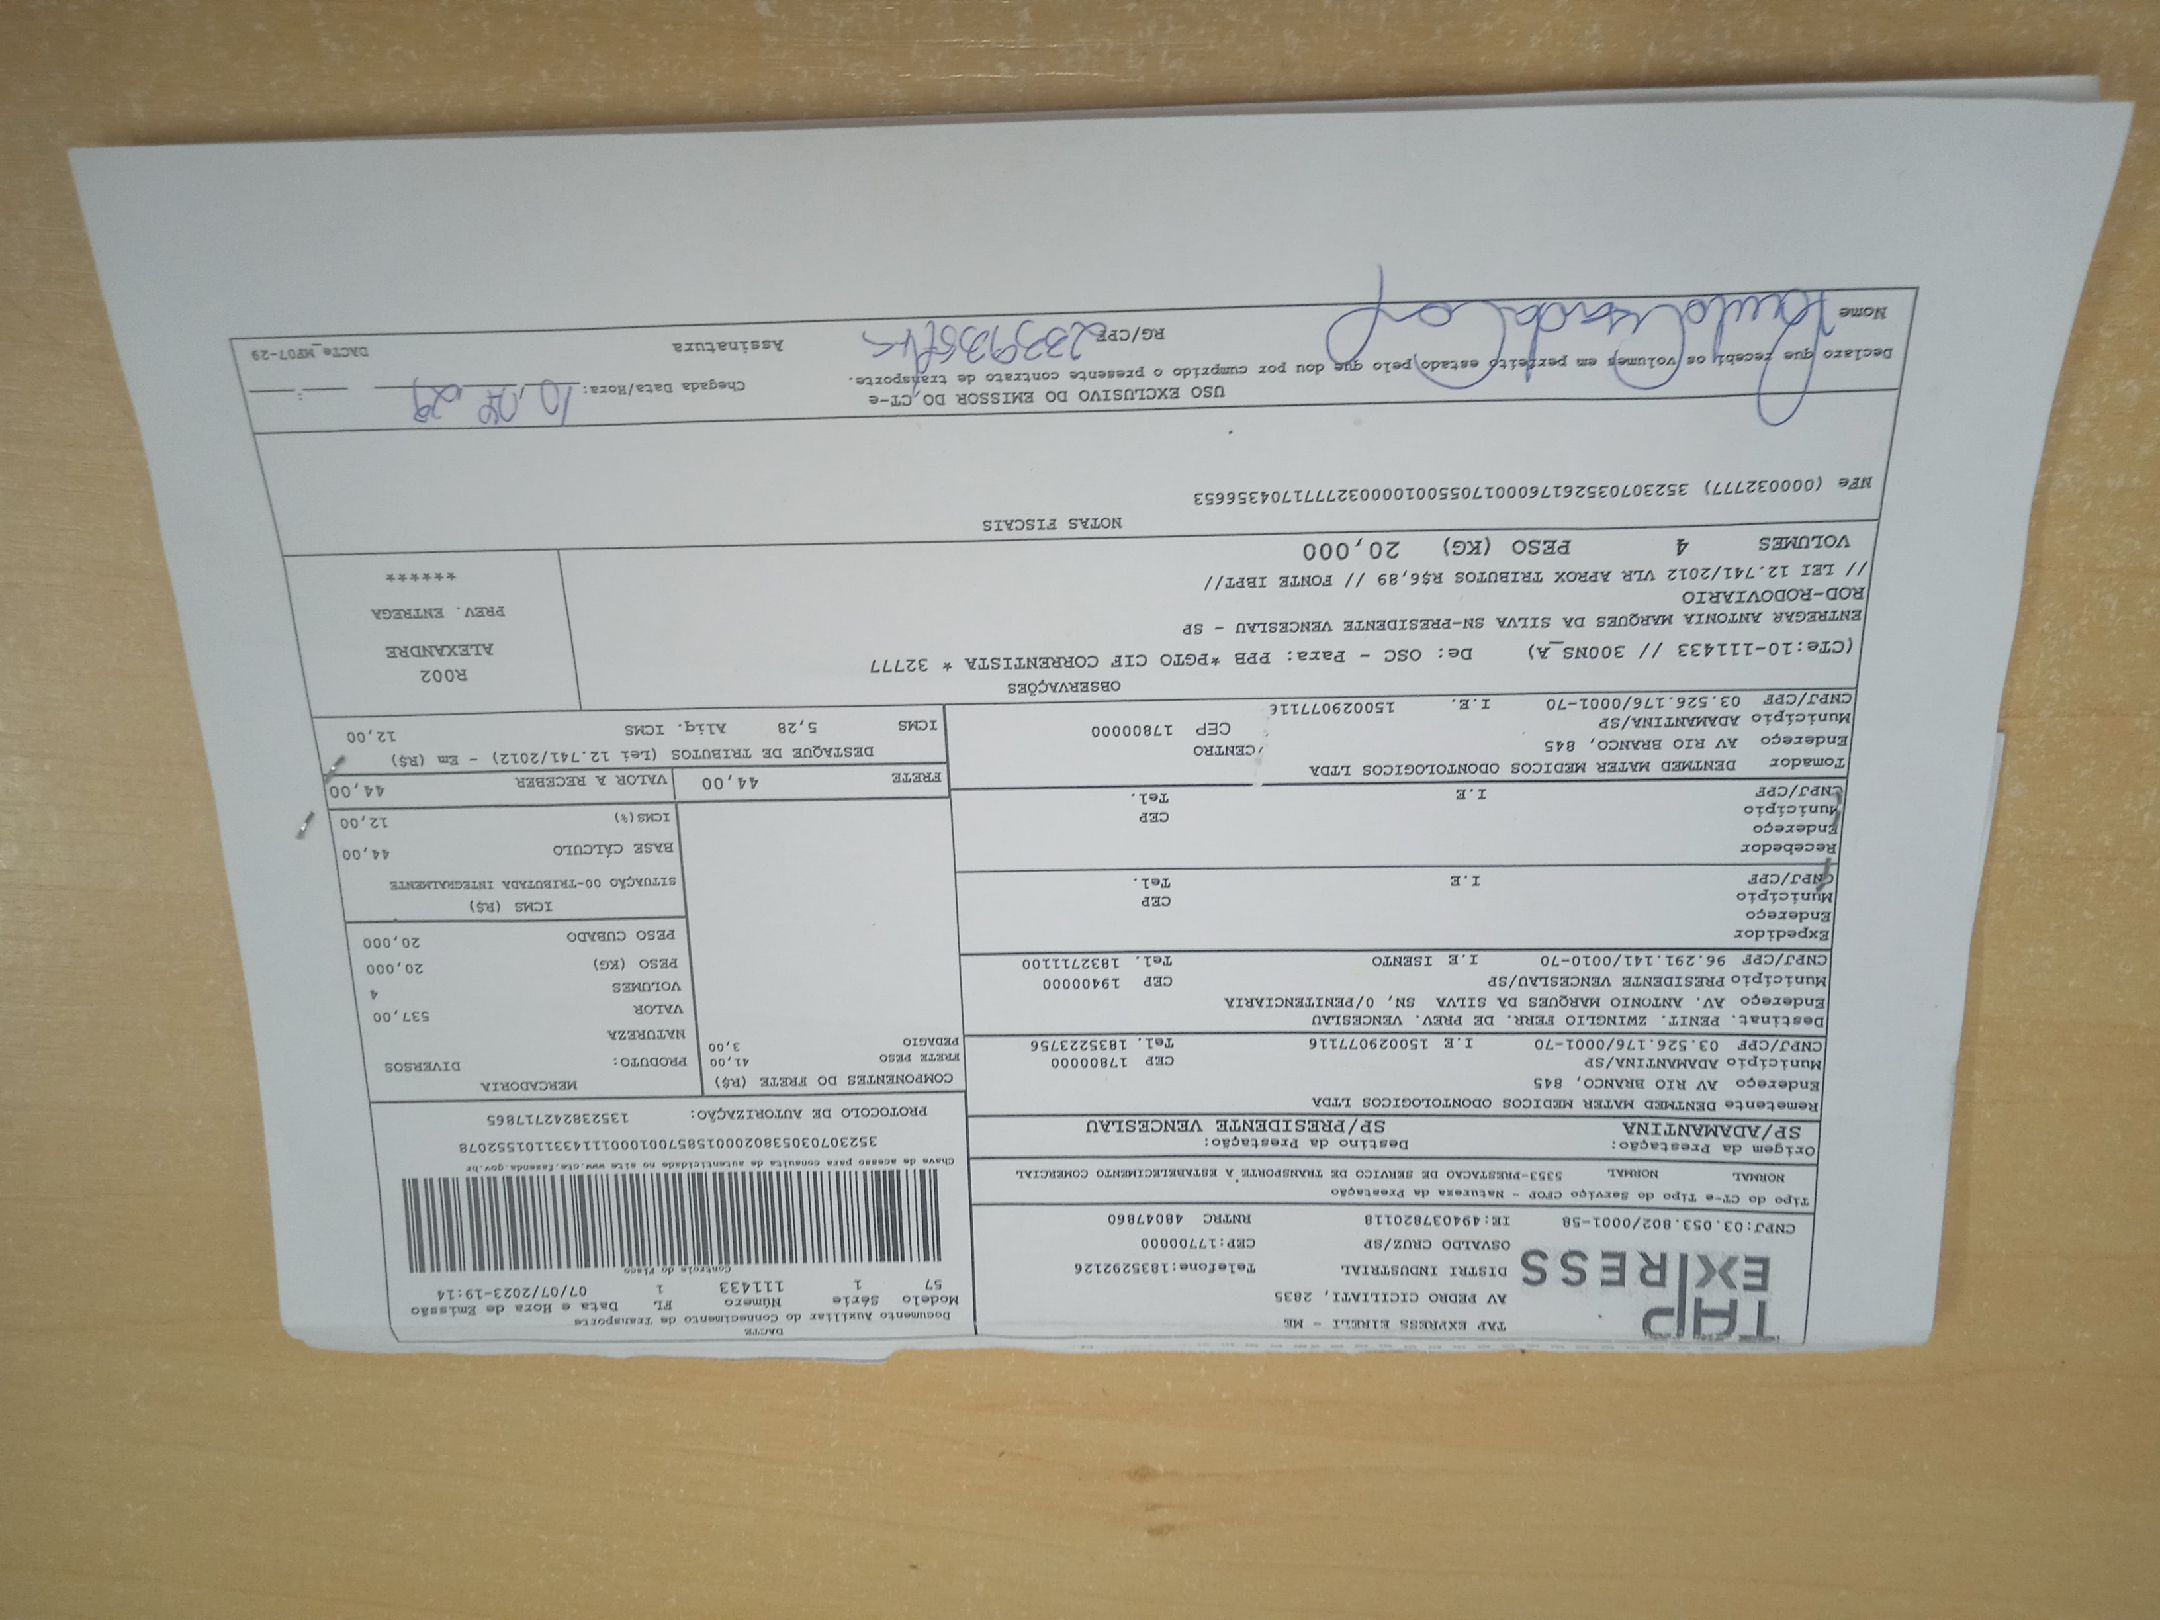 TAP
EXPRESS
TAP EXPRESS EIRELI - ME
AV PEDRO CICILIATI, 2835
DISTRI INDUSTRIAL Telefone:1835292126
OSVALDO CRUZ/SP CEP:17700000
CNPJ:03.053.802/0001-58 IE:494037820118 RNTRC 48047860
DACTE
Documento Auxiliar do Conhecimento de Transporte
Modelo Série Número FL Data e Hora de Emissão
57 1 111433 1 07/07/2023-19:14
Controle do Fisco
Chave de acesso para consulta de autenticidade no site www.cte.fazenda.gov.br
PROTOCOLO DE AUTORIZAÇÃO: 135238242717865
Tipo do CT-e Tipo do Serviço CFOP - Natureza da Prestação
NORMAL NORMAL 5353-PRESTACAO DE SERVICO DE TRANSPORTE A ESTABELECIMENTO COMERCIAL
Origem da Prestação: Destino da Prestação:
SP/ADAMANTINA SP/PRESIDENTE VENCESLAU
Remetente DENTMED MATER MEDICOS ODONTOLOGICOS LTDA
Endereço AV RIO BRANCO, 845
Município ADAMANTINA/SP CEP 17800000
CNPJ/CPF 03.526.176/0001-70 I.E 150029077116 Tel. 1835223756
Destinat. PENIT. ZWINGLIO FERR. DE PREV. VENCESLAU
Endereço AV. ANTONIO MARQUES DA SILVA SN, 0/PENITENCIARIA
Município PRESIDENTE VENCESLAU/SP CEP 19400000
CNPJ/CPF 96.291.141/0010-70 I.E ISENTO Tel. 1832711100
Expedidor
Endereço
Município CEP
CNPJ/CPF I.E Tel.
Recebedor
Endereço
Município CEP
CNPJ/CPF I.E Tel.
Tomador DENTMED MATER MEDICOS ODONTOLOGICOS LTDA
Endereço AV RIO BRANCO, 845 /CENTRO
Município ADAMANTINA/SP CEP 17800000
CNPJ/CPF 03.526.176/0001-70 I.E. 150029077116
COMPONENTES DO FRETE (R$)
FRETE PESO 41,00
PEDAGIO 3,00
MERCADORIA
PRODUTO: DIVERSOS
NATUREZA
VALOR 537,00
VOLUMES 4
PESO (KG) 20,000
PESO CUBADO 20,000
ICMS (R$)
SITUAÇÃO 00-TRIBUTADA INTEGRALMENTE
BASE CÁLCULO 44,00
ICMS(%) 12,00
FRETE 44,00 VALOR A RECEBER 44,00
DESTAQUE DE TRIBUTOS (Lei 12.741/2012) - Em (R$)
ICMS 5,28 Aliq. ICMS 12,00
OBSERVAÇÕES
(CTe:10-111433 // 300NS_A) De: OSC - Para: PPB *PGTO CIF CORRENTISTA * 32777
ENTREGAR ANTONIA MARQUES DA SILVA SN-PRESIDENTE VENCESLAU - SP
ROD-RODOVIARIO
// LEI 12.741/2012 VLR APROX TRIBUTOS R$6,89 // FONTE IBPT//
VOLUMES 4 PESO (KG) 20,000
R002
ALEXANDRE
PREV. ENTREGA
******
NOTAS FISCAIS
NFe (000032777) 35230703526176000170550010000327771704356653
USO EXCLUSIVO DO EMISSOR DO CT-e
Declaro que recebi os volumes em perfeito estado pelo que dou por cumprido o presente contrato de transporte.
Chegada Data/Hora:
Nome RG/CPF Assinatura
DACTe_MF07-29